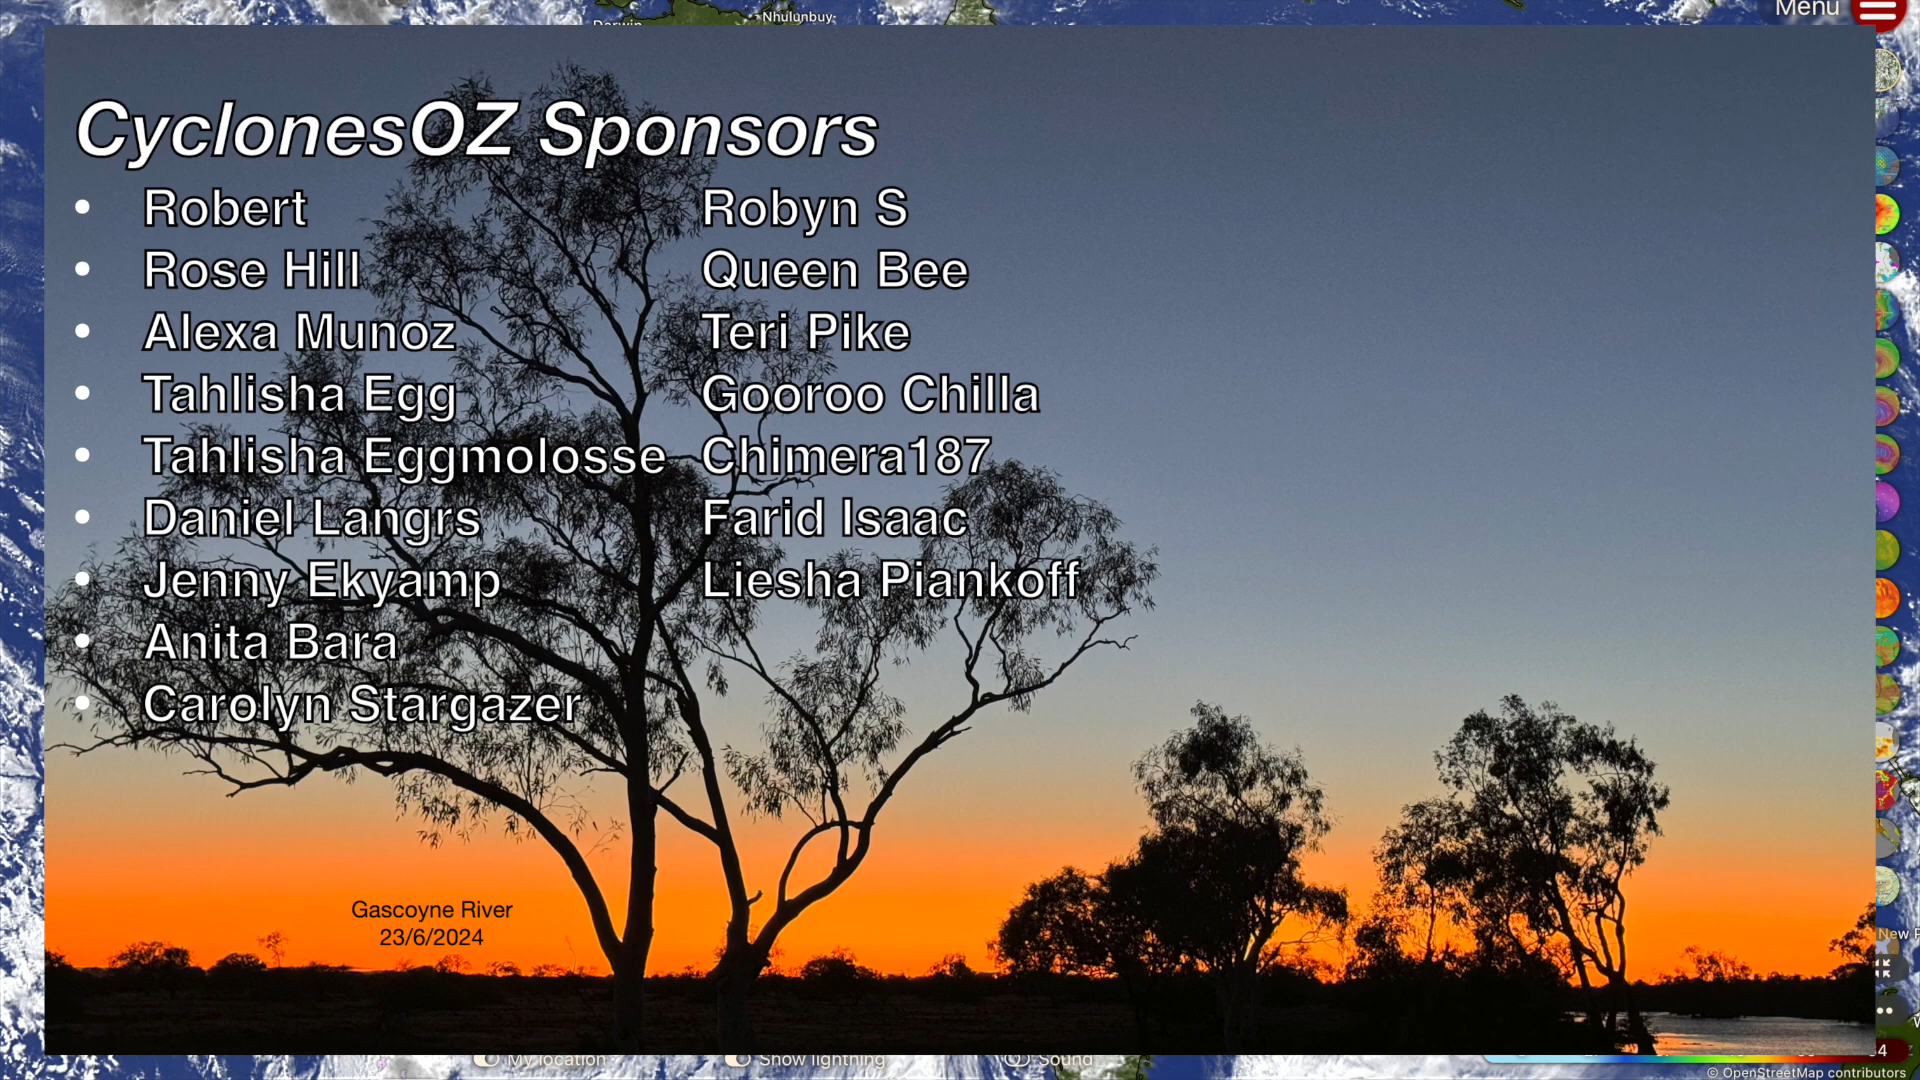 Darwin
Nhulunbuy
Menu
CyclonesOZ Sponsors
• Robert
• Rose Hill
• Alexa Munoz
• Tahlisha Egg
• Tahlisha Eggmolosse
• Daniel Langrs
• Jenny Ekyamp
• Anita Bara
• Carolyn Stargazer
Robyn S
Queen Bee
Teri Pike
Gooroo Chilla
Chimera187
Farid Isaac
Liesha Piankoff
Gascoyne River
23/6/2024
New
My location
Show lightning
Sound
© OpenStreetMap contributors